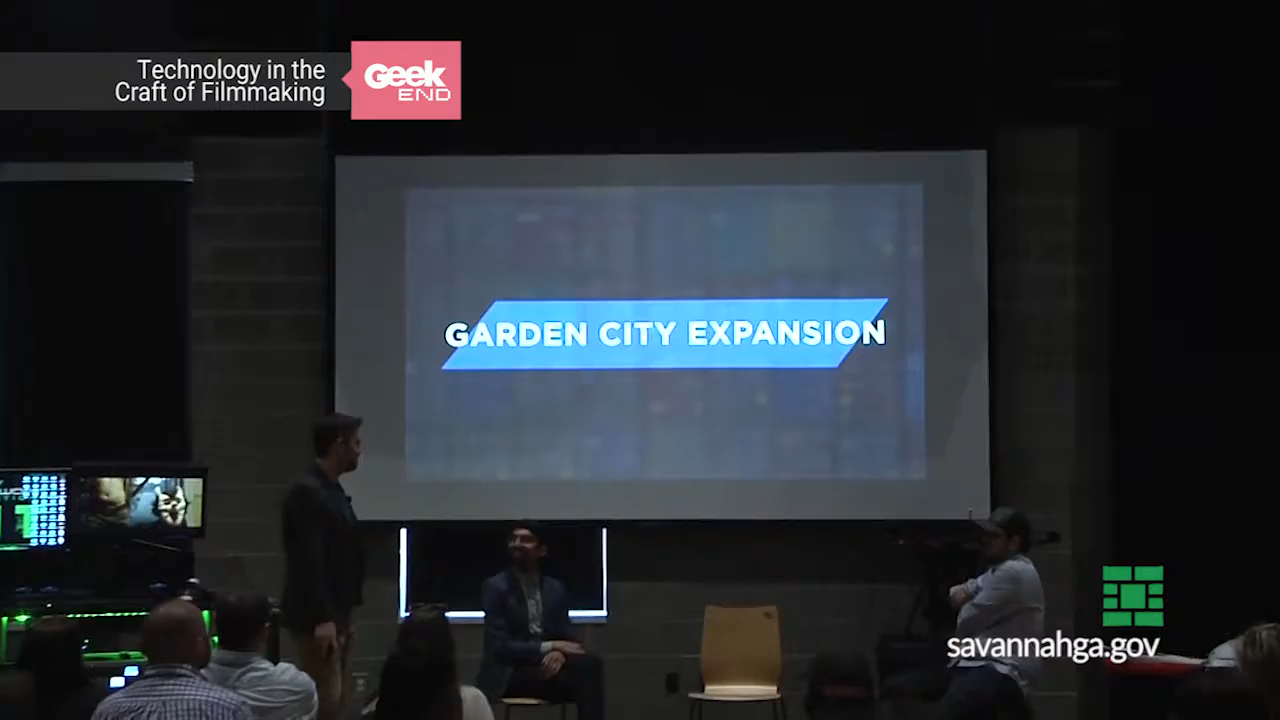 Technology in the
Craft of Filmmaking
Geek
END
GARDEN CITY EXPANSION
savannahga.gov